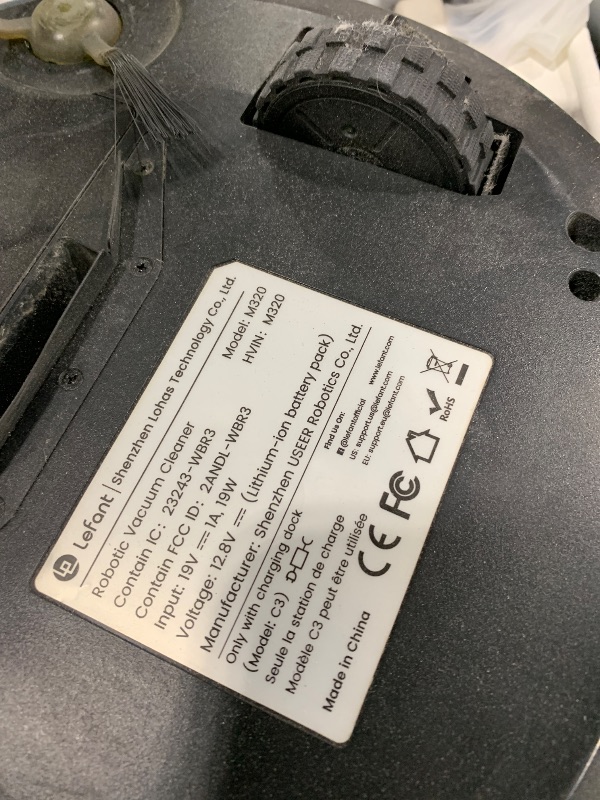 Lefant | Shenzhen Lohas Technology Co., Ltd.
Robotic Vacuum Cleaner
Model: M320
Contain IC: 23243-WBR3
HVIN: M320
Contain FCC ID: 2ANDL-WBR3
Input: 19V ⎓ 1A, 19W
Voltage: 12.8V ⎓ (Lithium-ion battery pack)
Manufacturer: Shenzhen USEER Robotics Co., Ltd.
Only with charging dock
(Model: C3)
Seule la station de charge
Modèle C3 peut être utilisée
Find Us On:
@lefantofficial
www.lefant.com
US: support.us@lefant.com
EU: support.eu@lefant.com
CE FC
RoHS
Made in China